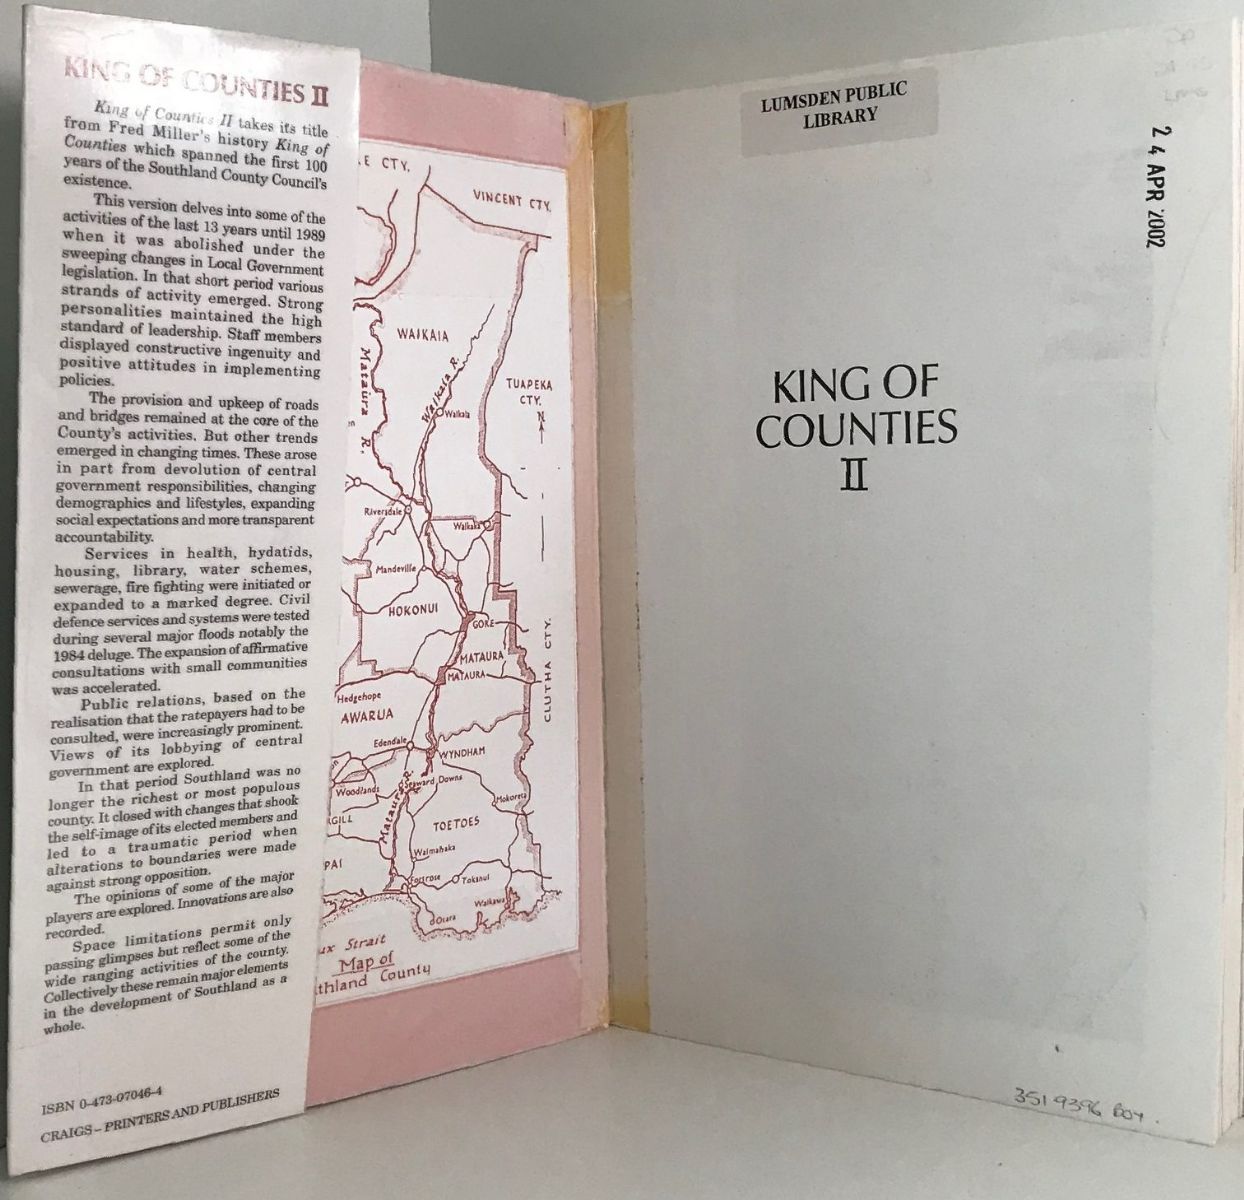 KING OF COUNTIES II
King of Counties II takes its title
from Fred Miller's history King of
Counties which spanned the first 100
years of the Southland County Council's
existence.
This version delves into some of the
activities of the last 13 years until 1989
when it was abolished under the
sweeping changes in Local Government
legislation. In that short period various
strands of activity emerged. Strong
personalities maintained the high
standard of leadership. Staff members
displayed constructive ingenuity and
positive attitudes in implementing
policies.
The provision and upkeep of roads
and bridges remained at the core of the
County's activities. But other trends
emerged in changing times. These arose
in part from devolution of central
government responsibilities, changing
demographics and lifestyles, expanding
social expectations and more transparent
accountability.
Services in health, hydatids,
housing, library, water schemes,
sewerage, fire fighting were initiated or
expanded to a marked degree. Civil
defence services and systems were tested
during several major floods notably the
1984 deluge. The expansion of affirmative
consultations with small communities
was accelerated.
Public relations, based on the
realisation that the ratepayers had to be
consulted, were increasingly prominent.
Views of its lobbying of central
government are explored.
In that period Southland was no
longer the richest or most populous
county. It closed with changes that shook
the self-image of its elected members and
led to a traumatic period when
alterations to boundaries were made
against strong opposition.
The opinions of some of the major
players are explored. Innovations are also
recorded.
Space limitations permit only
passing glimpses but reflect some of the
wide ranging activities of the county.
Collectively these remain major elements
in the development of Southland as a
whole.
ISBN 0-473-07046-4
CRAIGS – PRINTERS AND PUBLISHERS
E CTY.
VINCENT CTY.
WAIKAIA
Mataura R.
Waikaia R.
Waikaia
TUAPEKA
CTY.
N
Riversdale
Waikaka
Mandeville
HOKONUI
GORE
MATAURA
MATAURA
CLUTHA CTY.
Hedgehope
AWARUA
Edendale
WYNDHAM
Woodlands
Seaward Downs
Mataura R.
Mokoreta
GILL
TOETOES
PAI
Waimahaka
Fortrose
Tokanui
Waikawa
Otara
ux Strait
Map of
thland County
LUMSDEN PUBLIC
LIBRARY
24 APR 2002
KING OF
COUNTIES
II
351.9396 BOY.